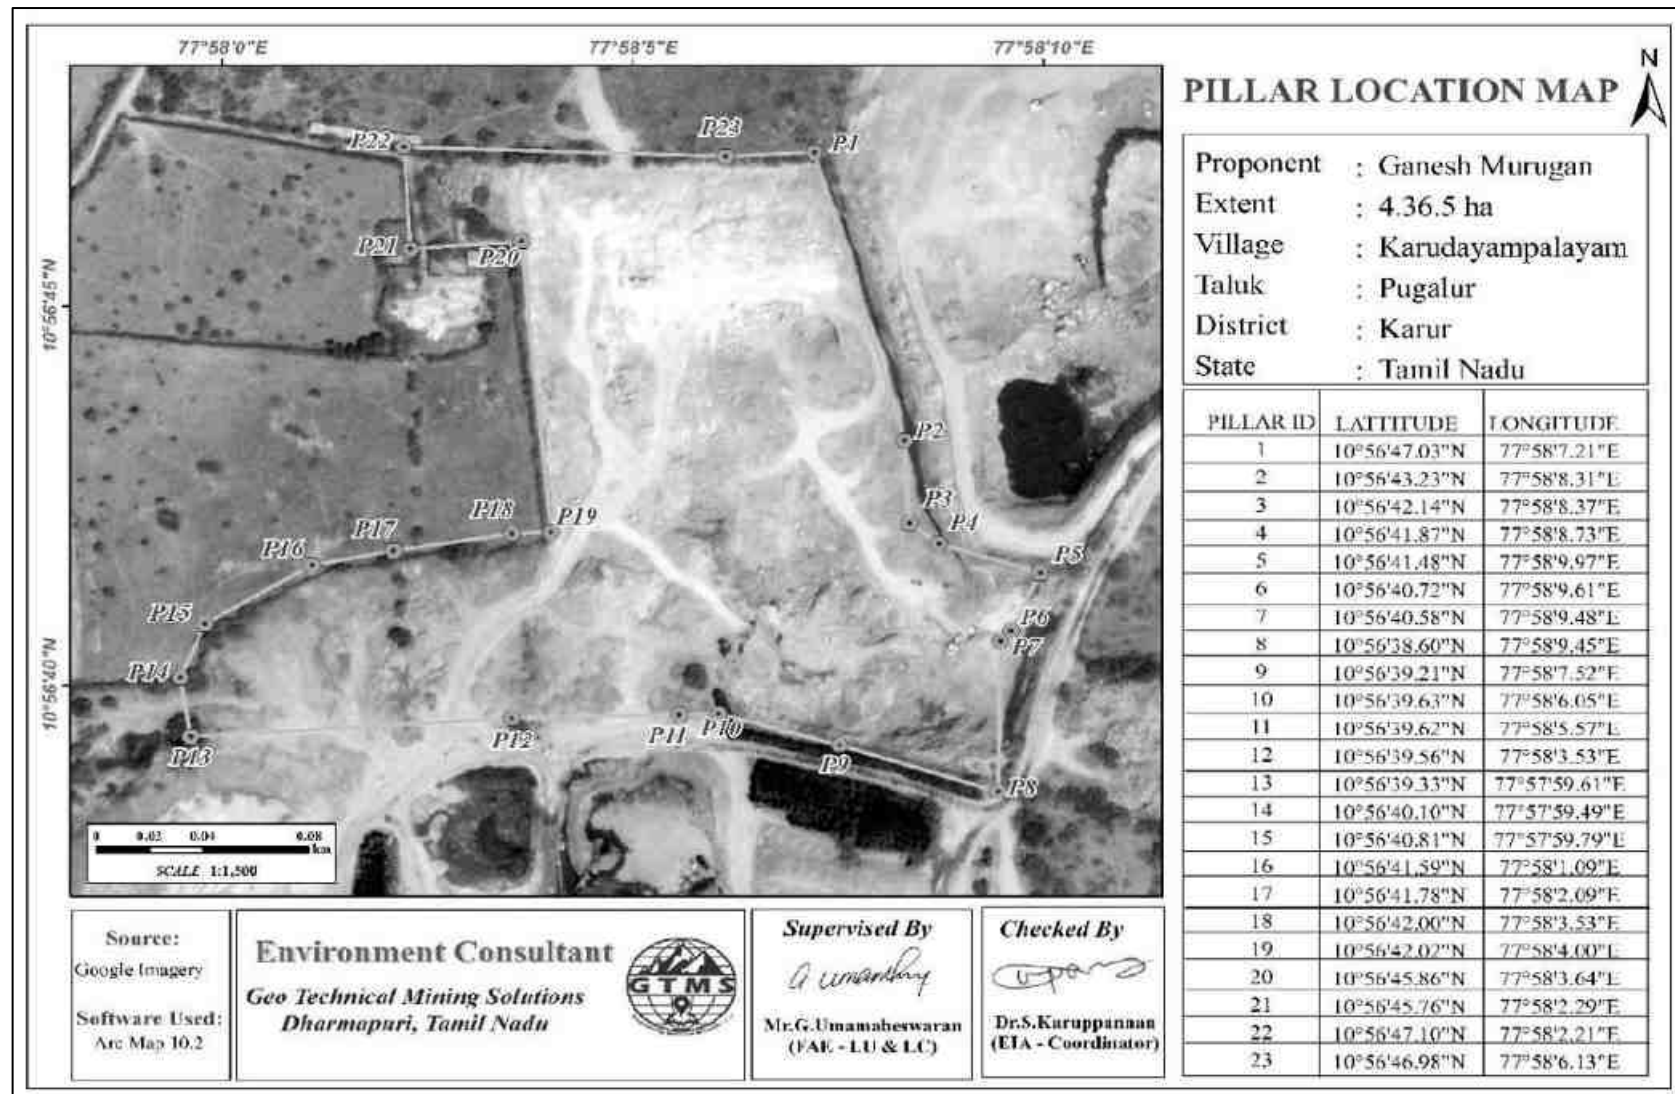 77°58'0"E 77°58'5"E 77°58'10"E
N
10°56'45"N
10°56'40"N
P22
P23
P1
P21
P20
P2
P3
P4
P5
P18
P19
P17
P16
P15
P6
P7
P14
P13
P12
P11
P10
P9
P8
0 0.02 0.04 0.08
km
SCALE 1:1,500
PILLAR LOCATION MAP
Proponent : Ganesh Murugan
Extent : 4.36.5 ha
Village : Karudayampalayam
Taluk : Pugalur
District : Karur
State : Tamil Nadu
PILLAR ID LATTITUDE LONGITUDE
1 10°56'47.03"N 77°58'7.21"E
2 10°56'43.23"N 77°58'8.31"E
3 10°56'42.14"N 77°58'8.37"E
4 10°56'41.87"N 77°58'8.73"E
5 10°56'41.48"N 77°58'9.97"E
6 10°56'40.72"N 77°58'9.61"E
7 10°56'40.58"N 77°58'9.48"E
8 10°56'38.60"N 77°58'9.45"E
9 10°56'39.21"N 77°58'7.52"E
10 10°56'39.63"N 77°58'6.05"E
11 10°56'39.62"N 77°58'5.57"E
12 10°56'39.56"N 77°58'3.53"E
13 10°56'39.33"N 77°57'59.61"E
14 10°56'40.10"N 77°57'59.49"E
15 10°56'40.81"N 77°57'59.79"E
16 10°56'41.59"N 77°58'1.09"E
17 10°56'41.78"N 77°58'2.09"E
18 10°56'42.00"N 77°58'3.53"E
19 10°56'42.02"N 77°58'4.00"E
20 10°56'45.86"N 77°58'3.64"E
21 10°56'45.76"N 77°58'2.29"E
22 10°56'47.10"N 77°58'2.21"E
23 10°56'46.98"N 77°58'6.13"E
Source:
Google Imagery
Software Used:
Arc Map 10.2
Environment Consultant
Geo Technical Mining Solutions
Dharmapuri, Tamil Nadu
GTMS
Supervised By
Mr.G.Umamaheswaran
(FAE - LU & LC)
Checked By
Dr.S.Karuppannan
(EIA - Coordinator)